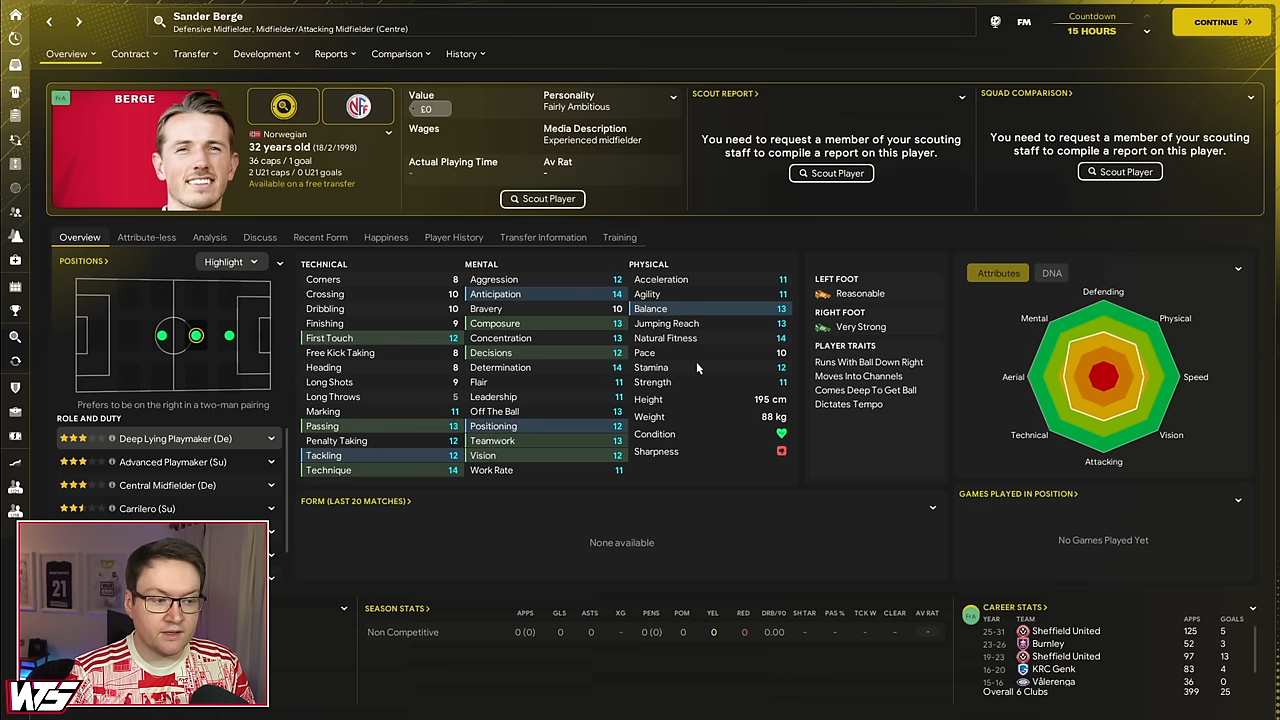 Sander Berge
Defensive Midfielder, Midfielder/Attacking Midfielder (Centre)
FM
Countdown
15 HOURS
CONTINUE
Overview
Contract
Transfer
Development
Reports
Comparison
History
FrA
BERGE
Norwegian
32 years old (18/2/1998)
36 caps / 1 goal
2 U21 caps / 0 U21 goals
Available on a free transfer
Value
£0
Wages
Actual Playing Time
-
Personality
Fairly Ambitious
Media Description
Experienced midfielder
Av Rat
-
Scout Player
SCOUT REPORT >
You need to request a member of your scouting
staff to compile a report on this player.
Scout Player
SQUAD COMPARISON >
You need to request a member of your scouting
staff to compile a report on this player.
Scout Player
Overview
Attribute-less
Analysis
Discuss
Recent Form
Happiness
Player History
Transfer Information
Training
POSITIONS >
Highlight
Prefers to be on the right in a two-man pairing
ROLE AND DUTY
Deep Lying Playmaker (De)
Advanced Playmaker (Su)
Central Midfielder (De)
Carrilero (Su)
TECHNICAL
Corners 8
Crossing 10
Dribbling 10
Finishing 9
First Touch 12
Free Kick Taking 8
Heading 8
Long Shots 9
Long Throws 5
Marking 11
Passing 13
Penalty Taking 12
Tackling 12
Technique 14
MENTAL
Aggression 12
Anticipation 14
Bravery 10
Composure 13
Concentration 13
Decisions 12
Determination 14
Flair 11
Leadership 11
Off The Ball 13
Positioning 12
Teamwork 13
Vision 12
Work Rate 11
PHYSICAL
Acceleration 11
Agility 11
Balance 13
Jumping Reach 13
Natural Fitness 14
Pace 10
Stamina 12
Strength 11
Height 195 cm
Weight 88 kg
Condition
Sharpness
LEFT FOOT
Reasonable
RIGHT FOOT
Very Strong
PLAYER TRAITS
Runs With Ball Down Right
Moves Into Channels
Comes Deep To Get Ball
Dictates Tempo
Attributes
DNA
Defending
Physical
Speed
Vision
Attacking
Technical
Aerial
Mental
FORM (LAST 20 MATCHES) >
None available
GAMES PLAYED IN POSITION >
No Games Played Yet
21
WTS
SEASON STATS >
APPS GLS ASTS XG PENS POM YEL RED DRB/90 SH TAR PAS % TCK W CLEAR AV RAT
Non Competitive 0 (0) 0 0 - 0 (0) 0 0 0 0.00 - - - - -
FrA
CAREER STATS >
YEAR TEAM APPS GOALS
25-31 Sheffield United 125 5
23-26 Burnley 52 3
19-23 Sheffield United 97 13
16-20 KRC Genk 83 4
15-16 Vålerenga 36 0
Overall 6 Clubs 399 25